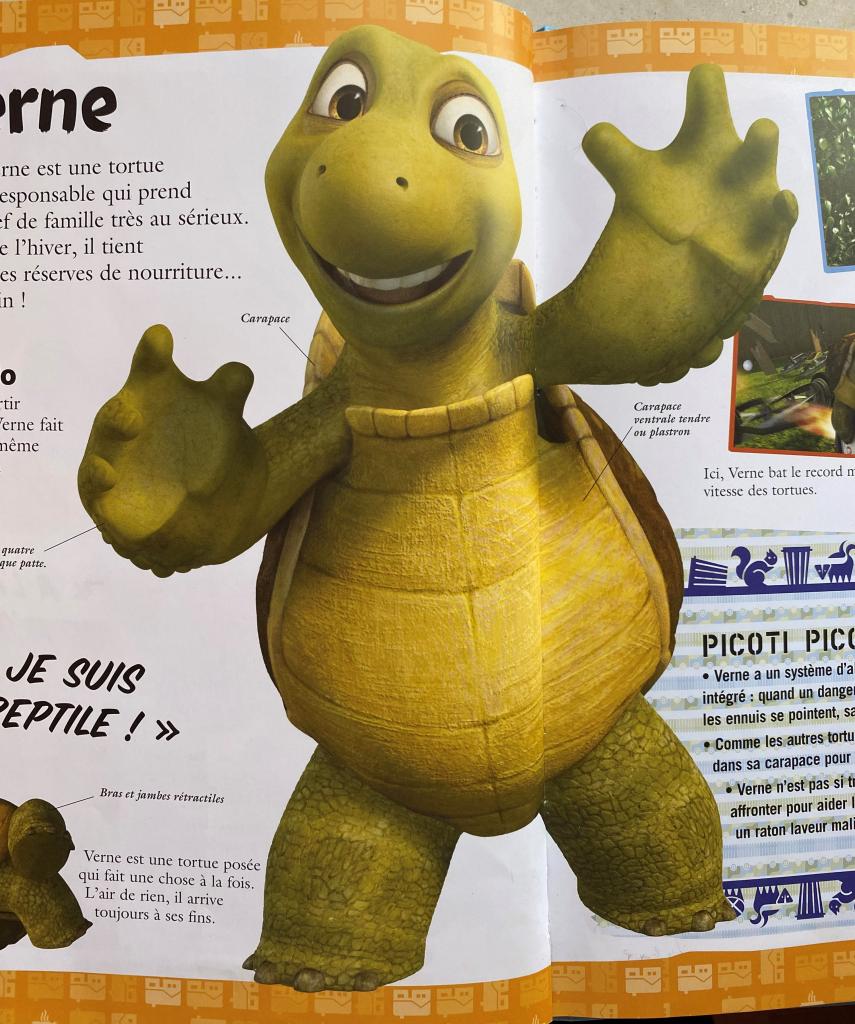 erne
erne est une tortue
esponsable qui prend
ef de famille très au sérieux.
e l'hiver, il tient
es réserves de nourriture...
in !
Carapace
o
rtir
Verne fait
même
quatre
que patte.
JE SUIS
REPTILE ! »
Bras et jambes rétractiles
Verne est une tortue posée
qui fait une chose à la fois.
L'air de rien, il arrive
toujours à ses fins.
Carapace
ventrale tendre
ou plastron
Ici, Verne bat le record
vitesse des tortues.
PICOTI PICO
• Verne a un système d'a
intégré : quand un danger
les ennuis se pointent, sa
• Comme les autres tortu
dans sa carapace pour
• Verne n'est pas si
affronter pour aider
un raton laveur mali